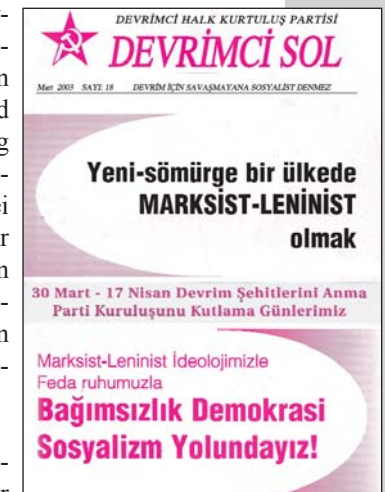 DEVRİMCİ HALK KURTULUŞ PARTİSİ
DEVRİMCİ SOL
Mart 2003 SAYI: 18 DEVRİM İÇİN SAVAŞMAYANA SOSYALİST DENMEZ
Yeni-sömürge bir ülkede
MARKSİST-LENİNİST
olmak
30 Mart - 17 Nisan Devrim Şehitlerini Anma
Parti Kuruluşunu Kutlama Günlerimiz
Marksist-Leninist İdeolojimizle
Feda ruhumuzla
Bağımsızlık Demokrasi
Sosyalizm Yolundayız!